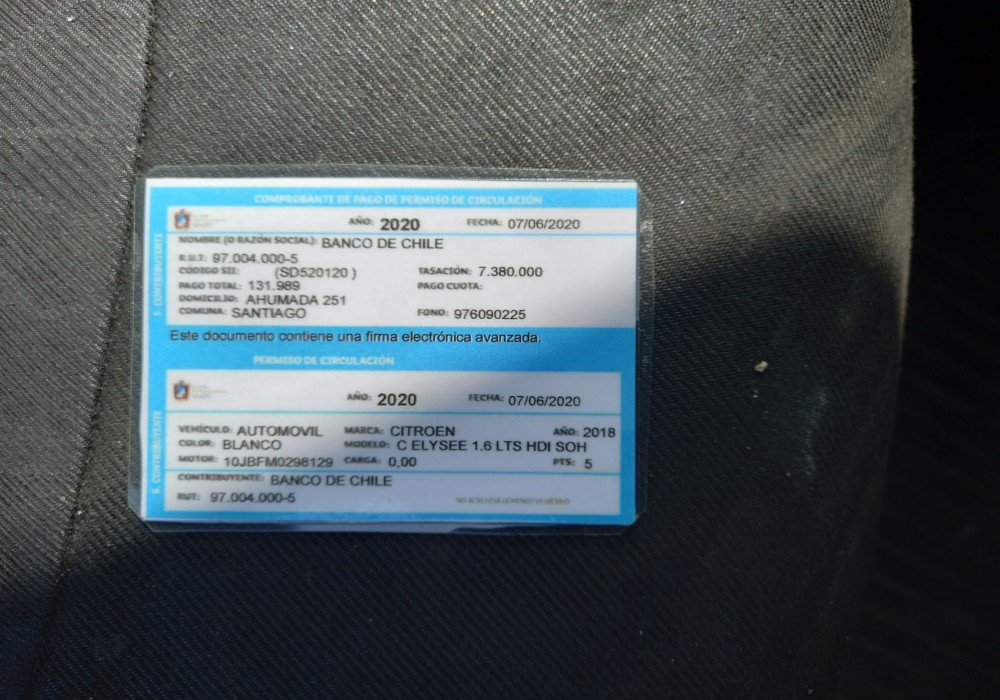 COMPROBANTE DE PAGO DE PERMISO DE CIRCULACIÓN
AÑO: 2020 FECHA: 07/06/2020
NOMBRE (O RAZÓN SOCIAL): BANCO DE CHILE
R.U.T: 97.004.000-5
CÓDIGO SII: (SD520120 ) TASACIÓN: 7.380.000
PAGO TOTAL: 131.989 PAGO CUOTA:
DOMICILIO: AHUMADA 251
COMUNA: SANTIAGO FONO: 976090225
S. CONTRIBUYENTE
Este documento contiene una firma electrónica avanzada.
PERMISO DE CIRCULACIÓN
AÑO: 2020 FECHA: 07/06/2020
VEHÍCULO: AUTOMOVIL MARCA: CITROEN AÑO: 2018
COLOR: BLANCO MODELO: C ELYSEE 1.6 LTS HDI SOH
MOTOR: 10JBFM0298129 CARGA: 0,00 PTS: 5
CONTRIBUYENTE: BANCO DE CHILE
RUT: 97.004.000-5
S. CONTRIBUYENTE